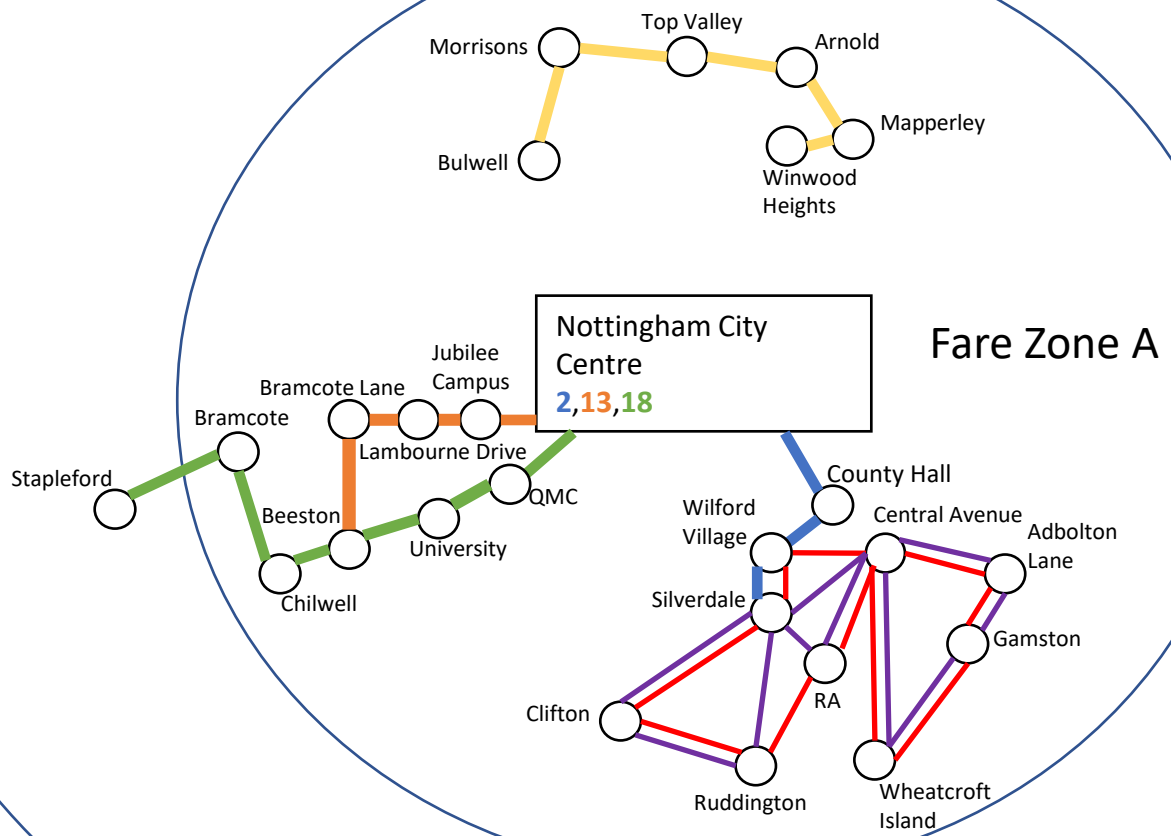 Top Valley
Morrisons
Arnold
Mapperley
Bulwell
Winwood
Heights
Nottingham City
Centre
2,13,18
Fare Zone A
Jubilee
Campus
Bramcote Lane
Bramcote
Lambourne Drive
Stapleford
QMC
Beeston
University
Chilwell
County Hall
Wilford
Village
Central Avenue
Adbolton
Lane
Silverdale
Gamston
RA
Clifton
Ruddington
Wheatcroft
Island